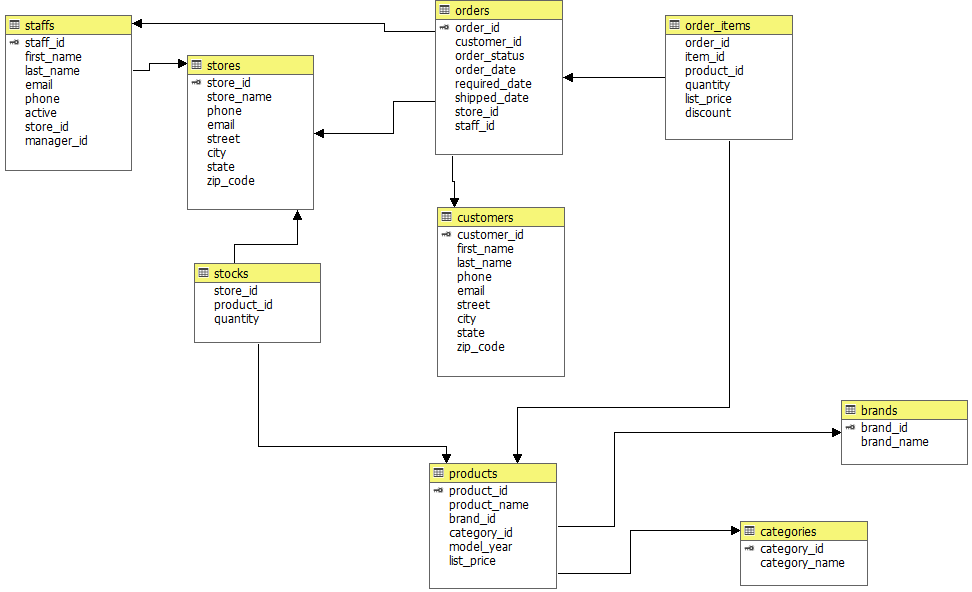 staffs
staff_id
first_name
last_name
email
phone
active
store_id
manager_id
stores
store_id
store_name
phone
email
street
city
state
zip_code
orders
order_id
customer_id
order_status
order_date
required_date
shipped_date
store_id
staff_id
order_items
order_id
item_id
product_id
quantity
list_price
discount
customers
customer_id
first_name
last_name
phone
email
street
city
state
zip_code
stocks
store_id
product_id
quantity
products
product_id
product_name
brand_id
category_id
model_year
list_price
brands
brand_id
brand_name
categories
category_id
category_name